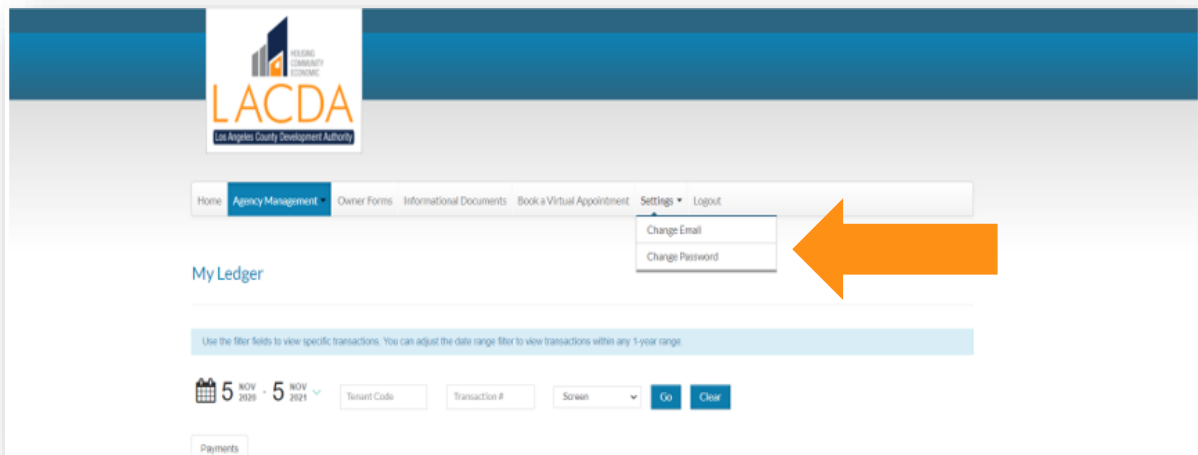 HOUSING
COMMUNITY
ECONOMIC
LACDA
Los Angeles County Development Authority
Home Agency Management Owner Forms Informational Documents Book a Virtual Appointment Settings Logout
Change Email
Change Password
My Ledger
Use the filter fields to view specific transactions. You can adjust the date range filter to view transactions within any 1-year range.
5 NOV 2020 - 5 NOV 2021 Tenant Code Transaction # Screen Go Clear
Payments